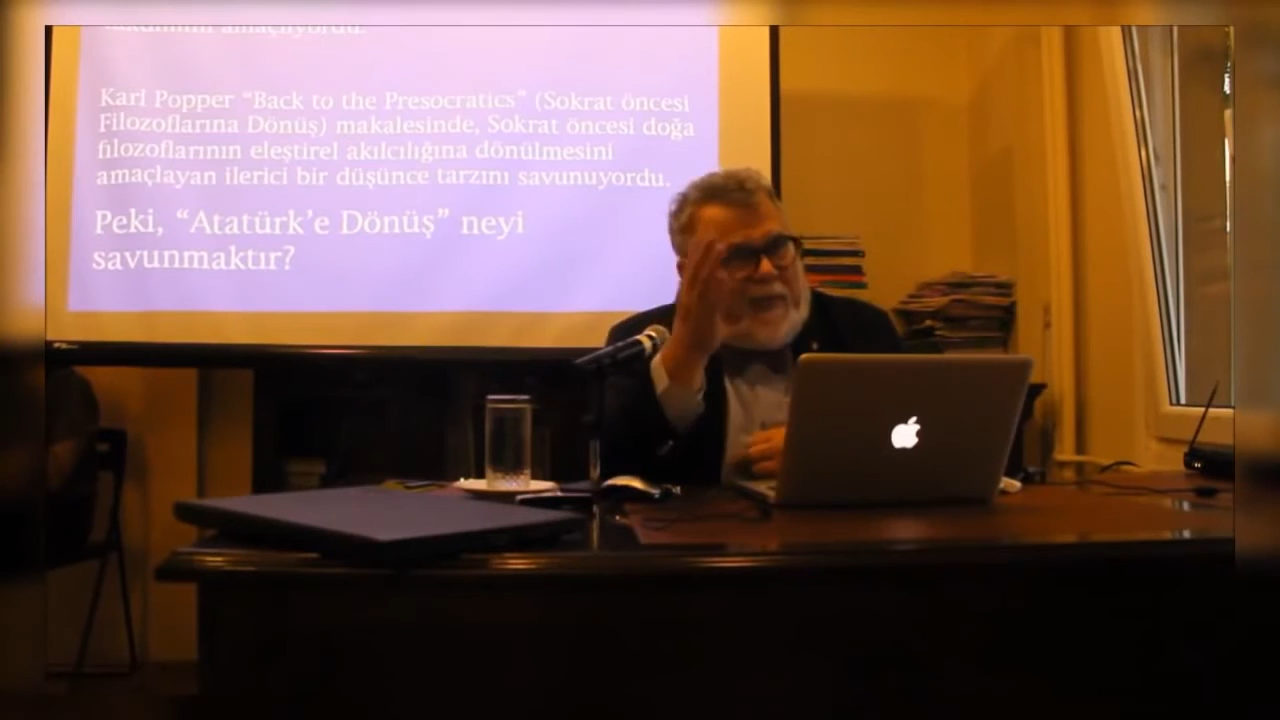 amaçlıyordu.
Karl Popper “Back to the Presocratics” (Sokrat öncesi
Filozoflarına Dönüş) makalesinde, Sokrat öncesi doğa
filozoflarının eleştirel akılcılığına dönülmesini
amaçlayan ilerici bir düşünce tarzını savunuyordu.
Peki, “Atatürk’e Dönüş” neyi
savunmaktır?